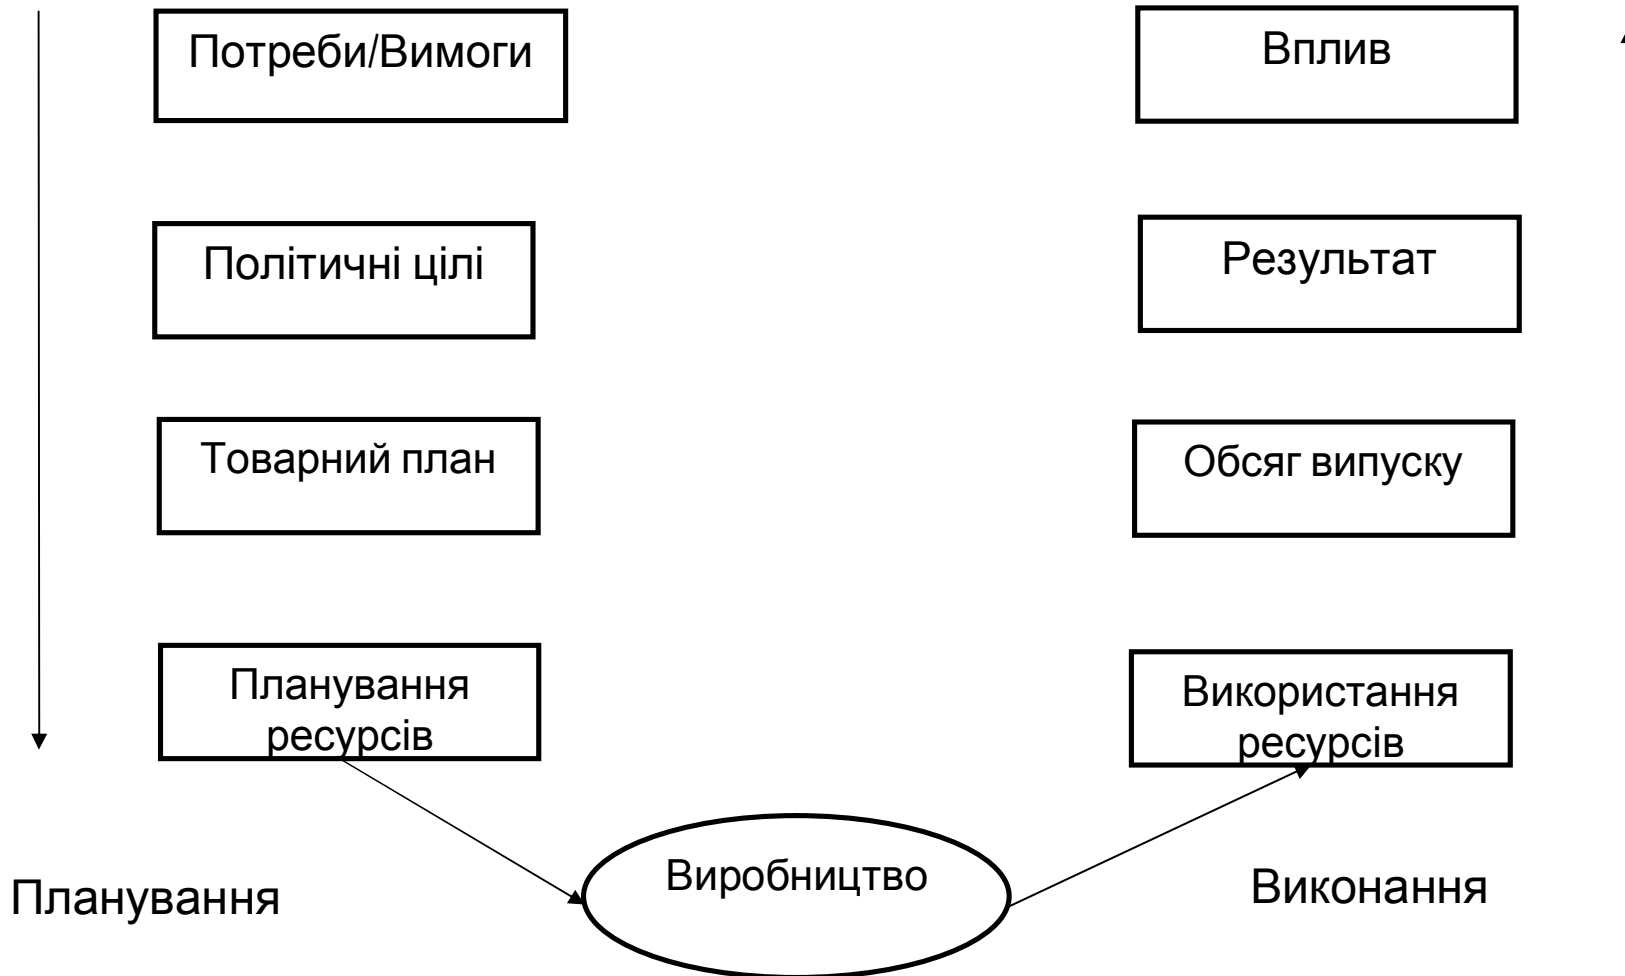 Потреби/Вимоги
Вплив
Політичні цілі
Результат
Товарний план
Обсяг випуску
Планування
ресурсів
Використання
ресурсів
Виробництво
Планування
Виконання